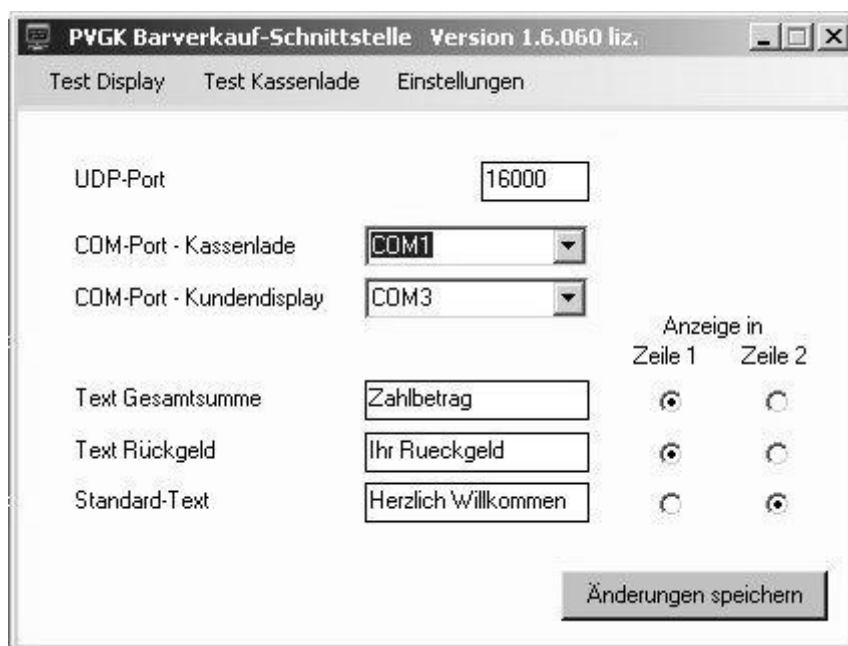 PVGK Barverkauf-Schnittstelle Version 1.6.060 liz.
Test Display Test Kassenlade Einstellungen
UDP-Port 16000
COM-Port - Kassenlade COM1
COM-Port - Kundendisplay COM3
Anzeige in
Zeile 1 Zeile 2
Text Gesamtsumme Zahlbetrag
Text Rückgeld Ihr Rueckgeld
Standard-Text Herzlich Willkommen
Änderungen speichern